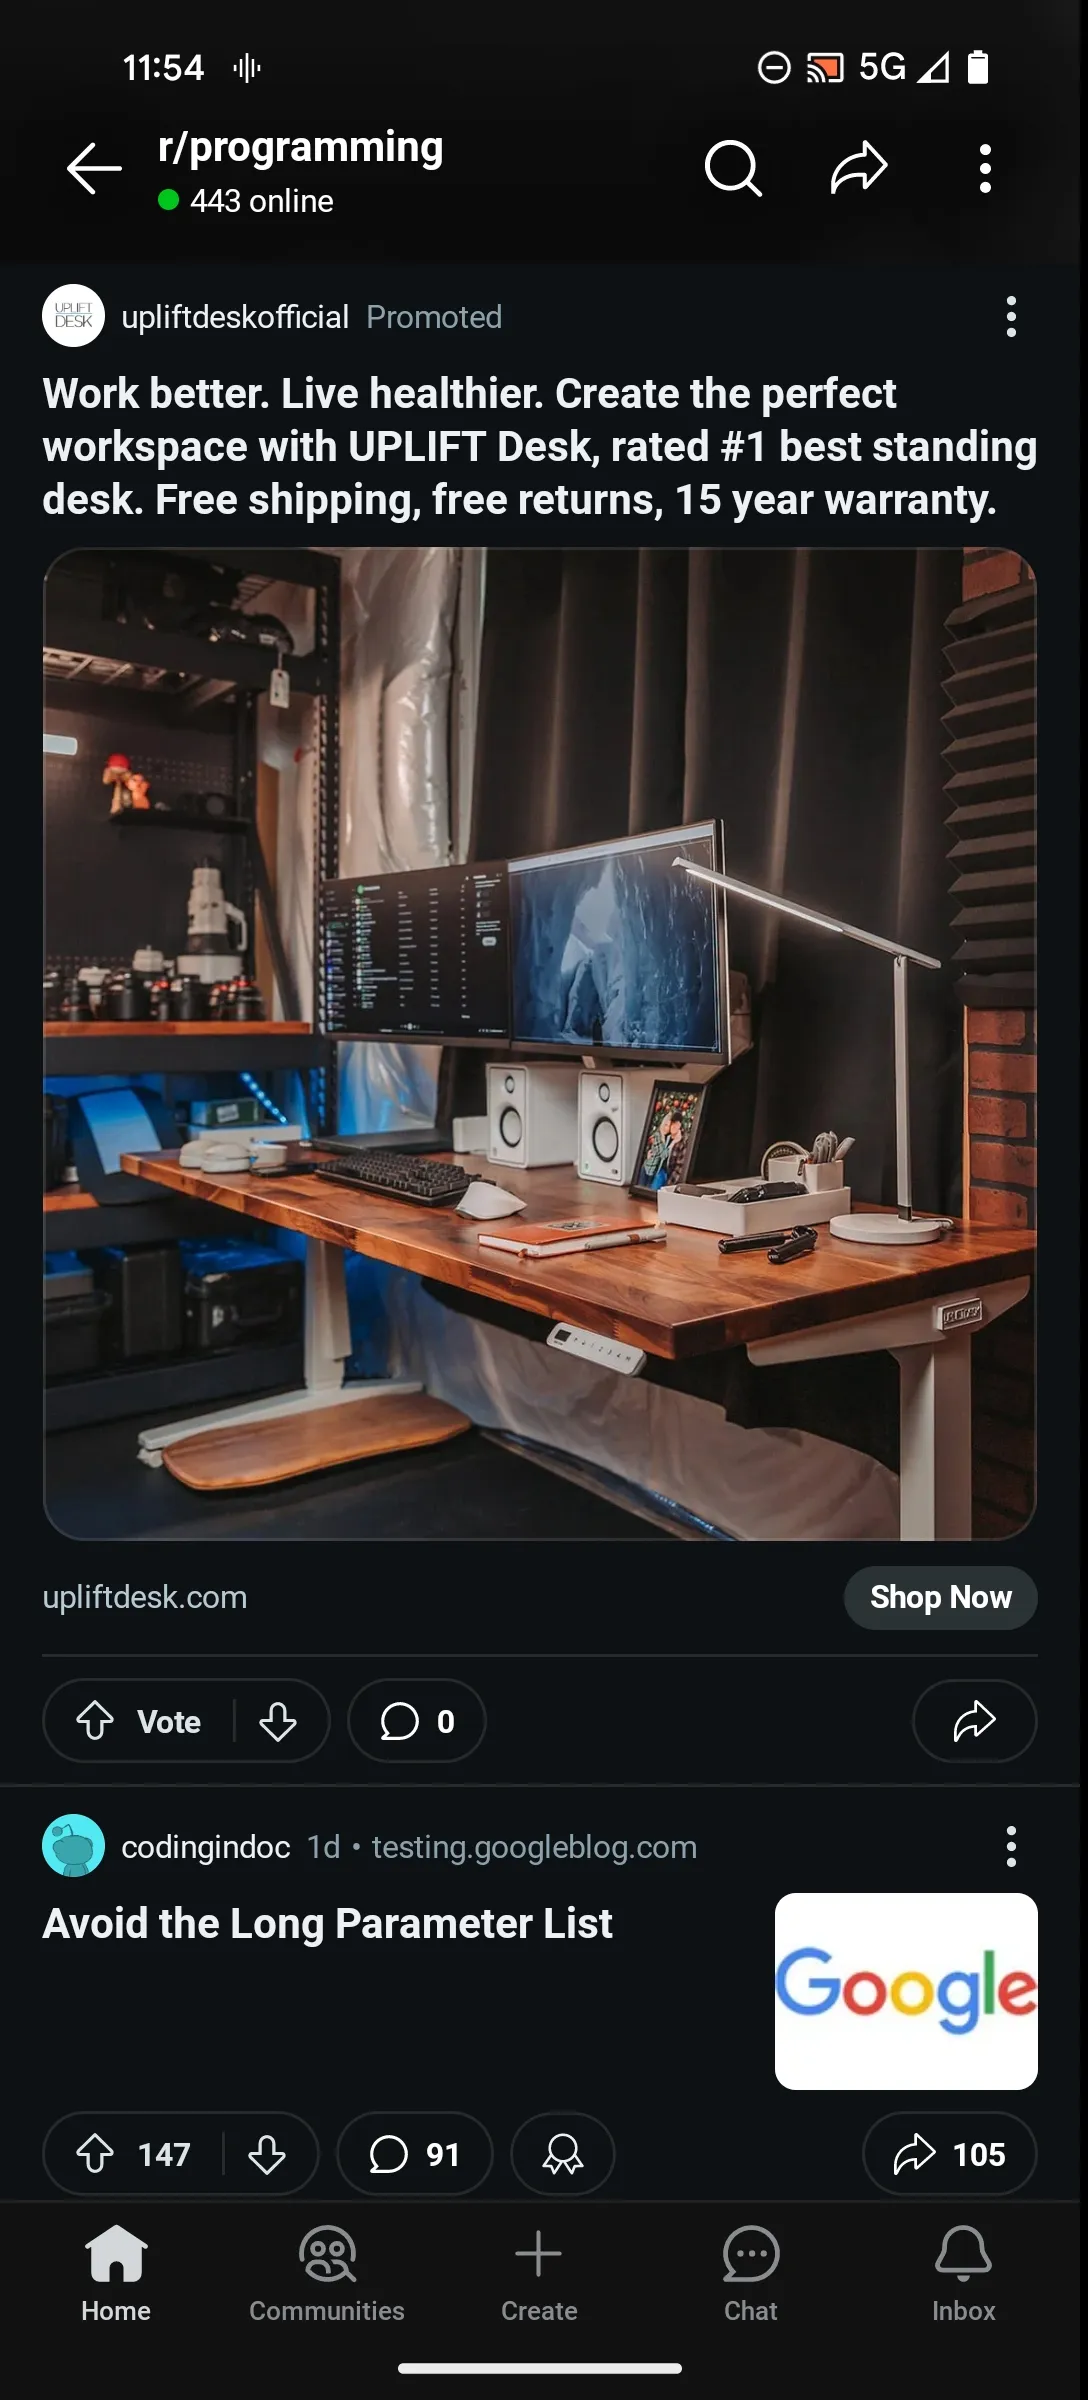 11:54
5G
r/programming
443 online
UPLIFT
DESK
upliftdeskofficial Promoted
Work better. Live healthier. Create the perfect
workspace with UPLIFT Desk, rated #1 best standing
desk. Free shipping, free returns, 15 year warranty.
upliftdesk.com
Shop Now
Vote
0
codingindoc 1d • testing.googleblog.com
Avoid the Long Parameter List
Google
147
91
105
Home
Communities
Create
Chat
Inbox